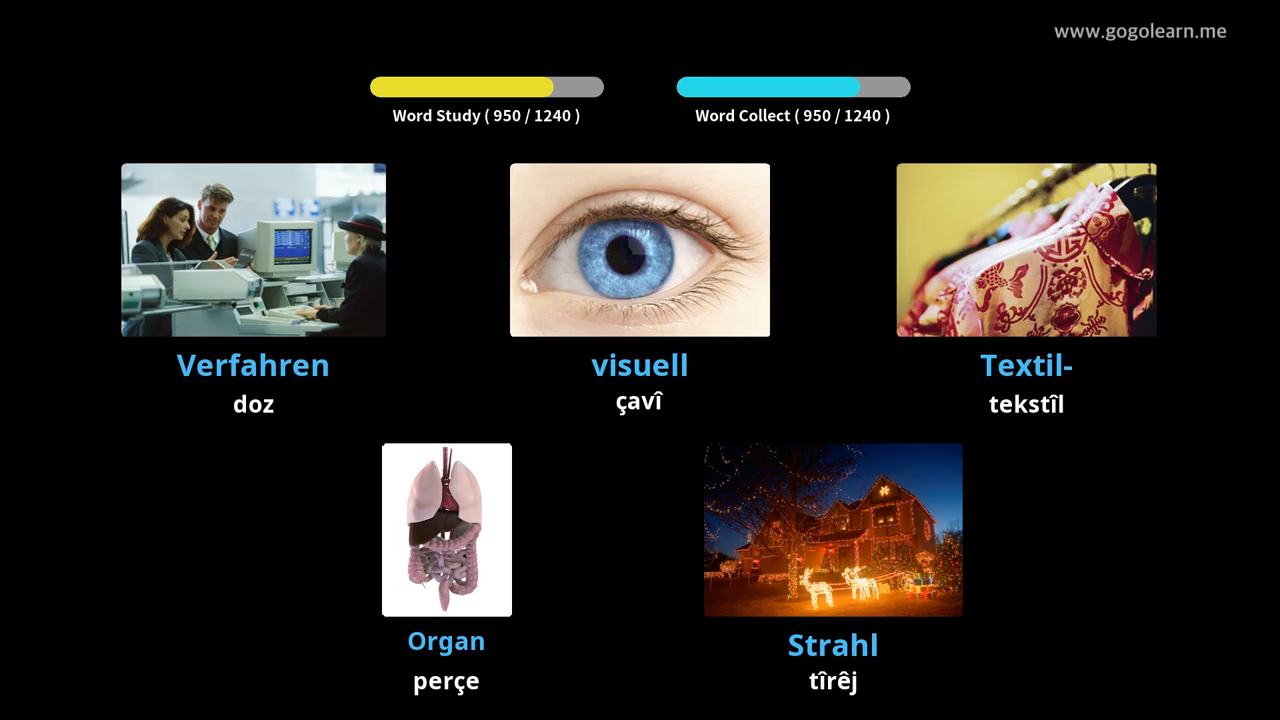 www.gogolearn.me
Word Study ( 950 / 1240 )
Word Collect ( 950 / 1240 )
Verfahren
doz
visuell
çavî
Textil-
tekstîl
Organ
perçe
Strahl
tîrêj